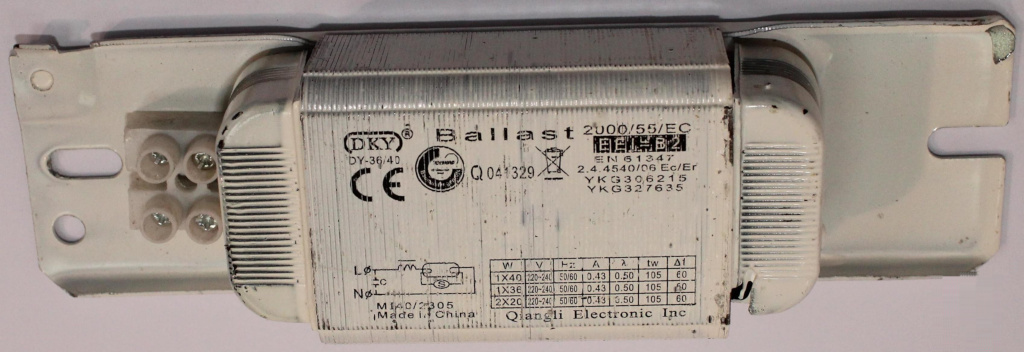 DKY ® Ballast 2000/55/EC
DY-36/40 EEI=B2
EN 61347
CE Q 041329 2.4.4540/06 Ec/Er
YKG306215
YKG327635
LØ
C
S
NØ
W V Hz A λ tw Δt
1X40 220-240 50/60 0.43 0.50 105 60
1X36 220-240 50/60 0.43 0.50 105 60
2X20 220-240 50/60 0.43 0.50 105 60
MI40/2305
Made in China
Qiangli Electronic Inc